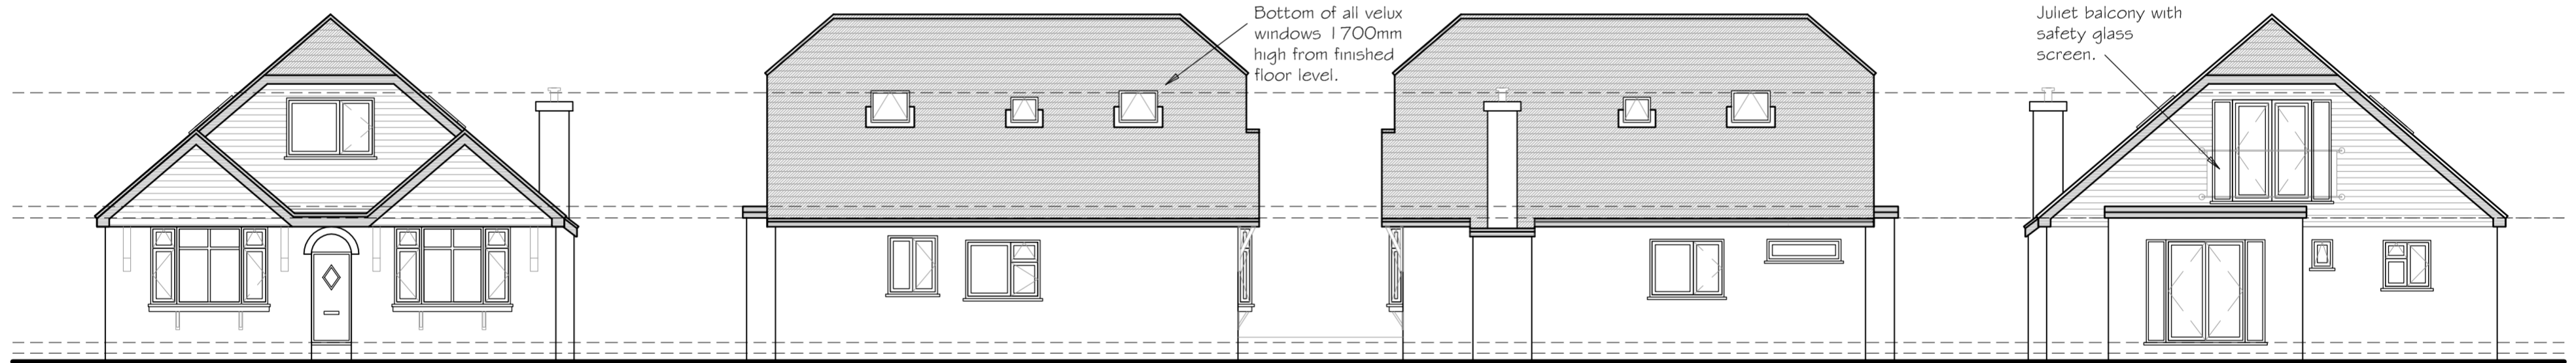 Bottom of all velux
windows 1700mm
high from finished
floor level.
Juliet balcony with
safety glass
screen.